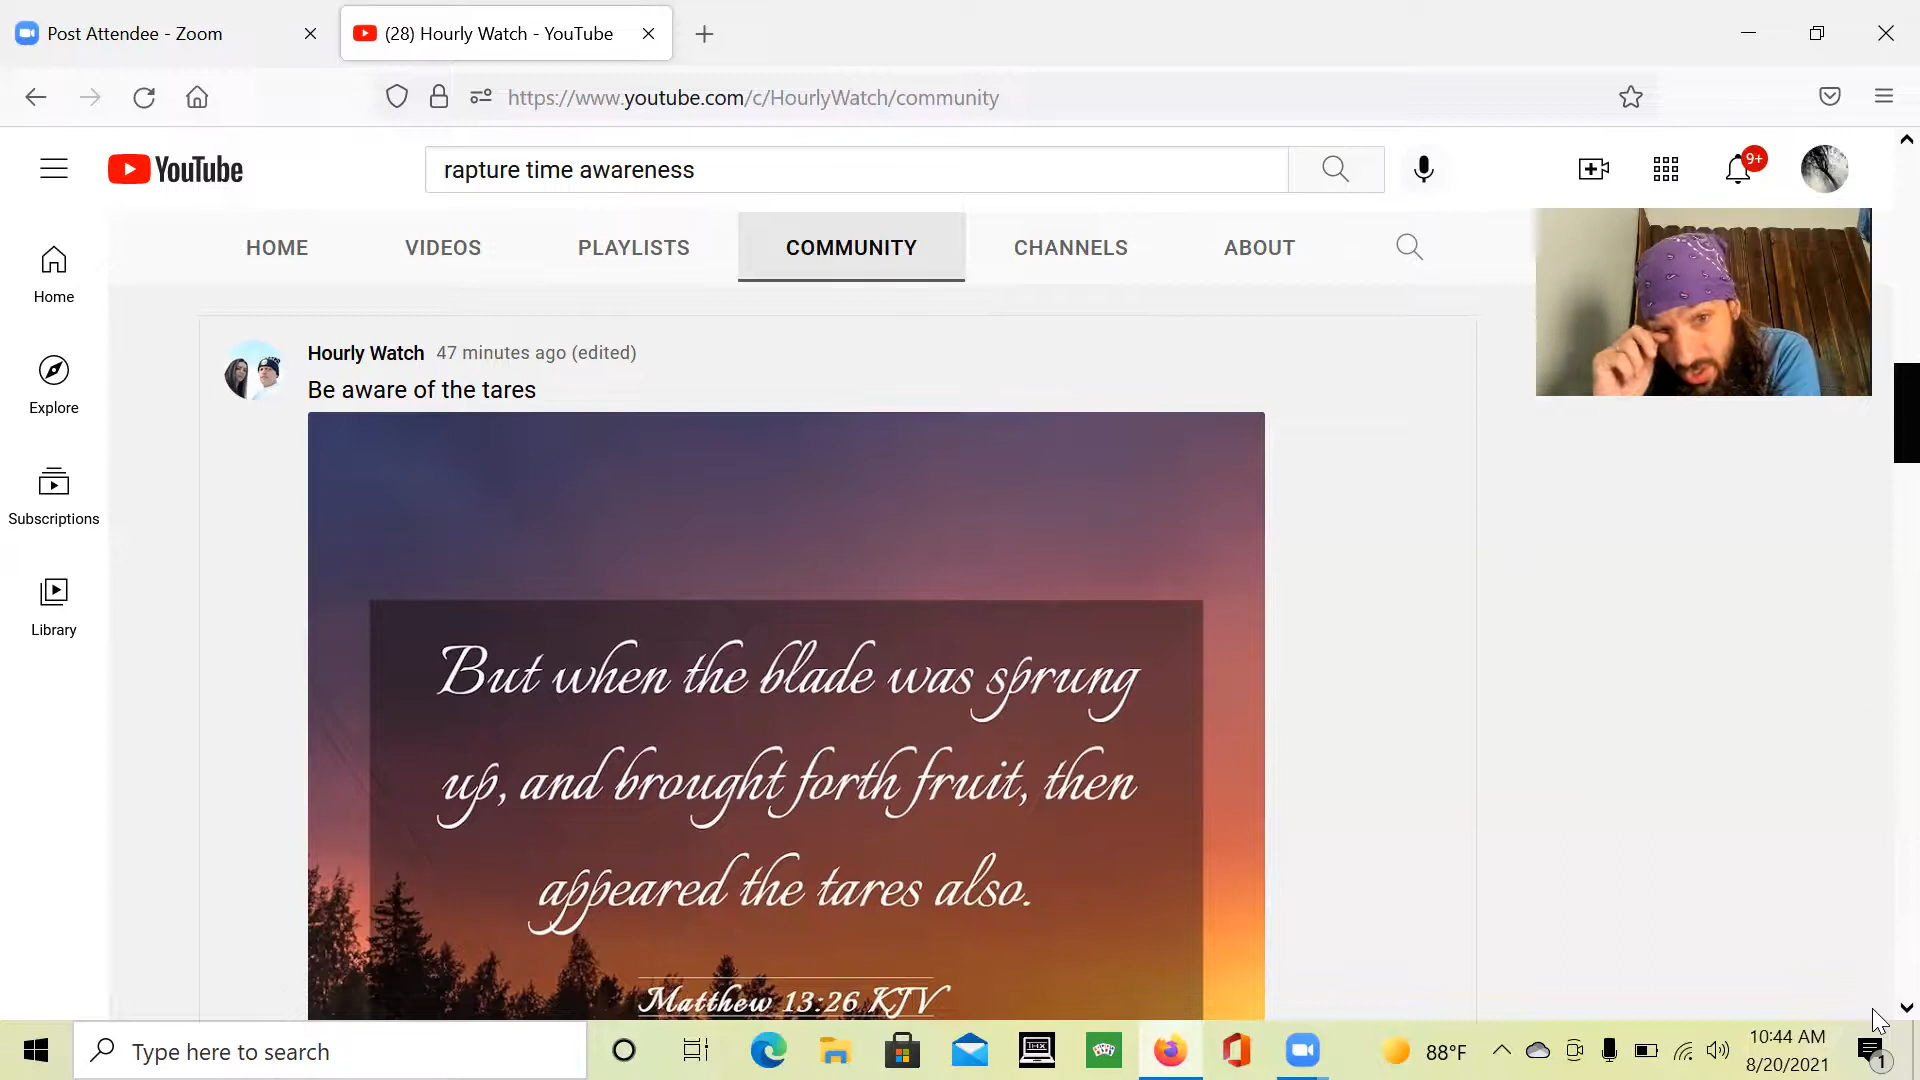 Post Attendee - Zoom
(28) Hourly Watch - YouTube
https://www.youtube.com/c/HourlyWatch/community
YouTube
rapture time awareness
9+
HOME VIDEOS PLAYLISTS COMMUNITY CHANNELS ABOUT
Home
Explore
Subscriptions
Library
Hourly Watch 47 minutes ago (edited)
Be aware of the tares
But when the blade was sprung
up, and brought forth fruit, then
appeared the tares also.
Matthew 13:26 KJV
Type here to search
THX
88°F
10:44 AM
8/20/2021
1